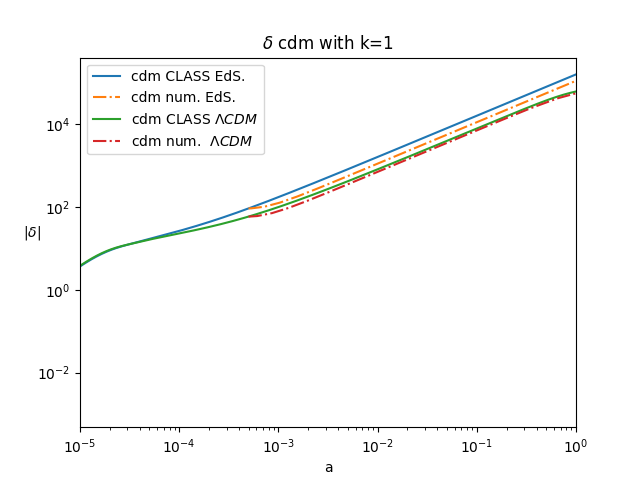 δ cdm with k=1
cdm CLASS EdS.
cdm num. EdS.
cdm CLASS ΛCDM
cdm num. ΛCDM
10⁴
10²
|δ|
10⁰
10⁻²
10⁻⁵ 10⁻⁴ 10⁻³ 10⁻² 10⁻¹ 10⁰
a